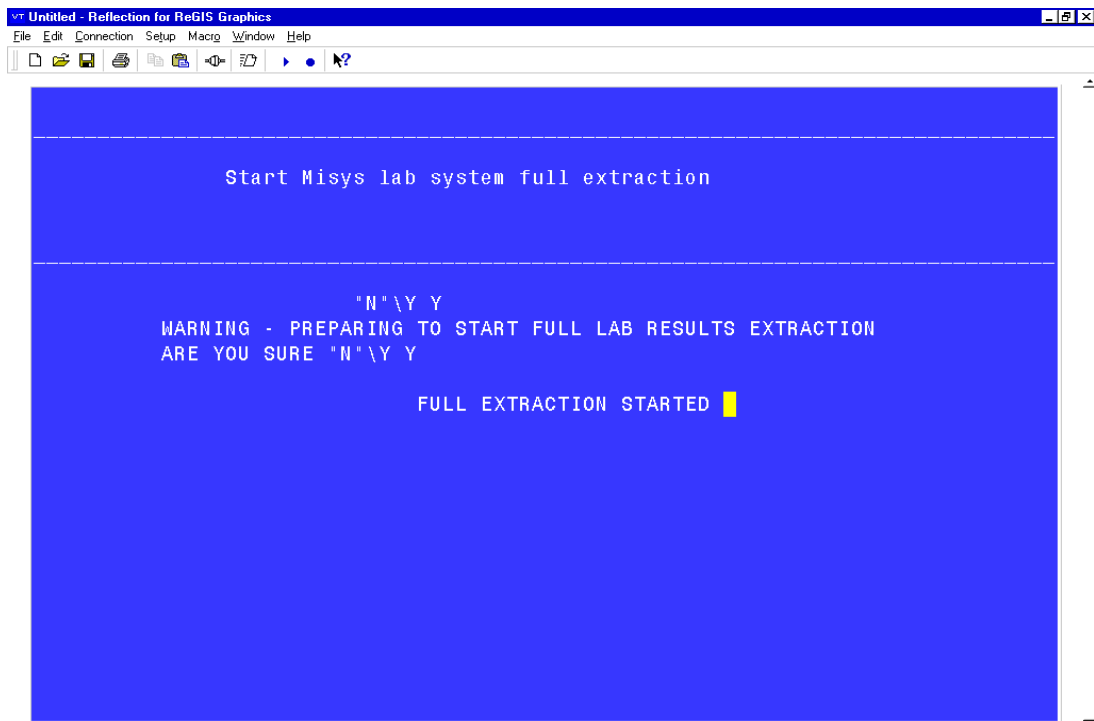 VT Untitled - Reflection for ReGIS Graphics
File Edit Connection Setup Macro Window Help
Start Misys lab system full extraction
"N"\Y Y
WARNING - PREPARING TO START FULL LAB RESULTS EXTRACTION
ARE YOU SURE "N"\Y Y
FULL EXTRACTION STARTED